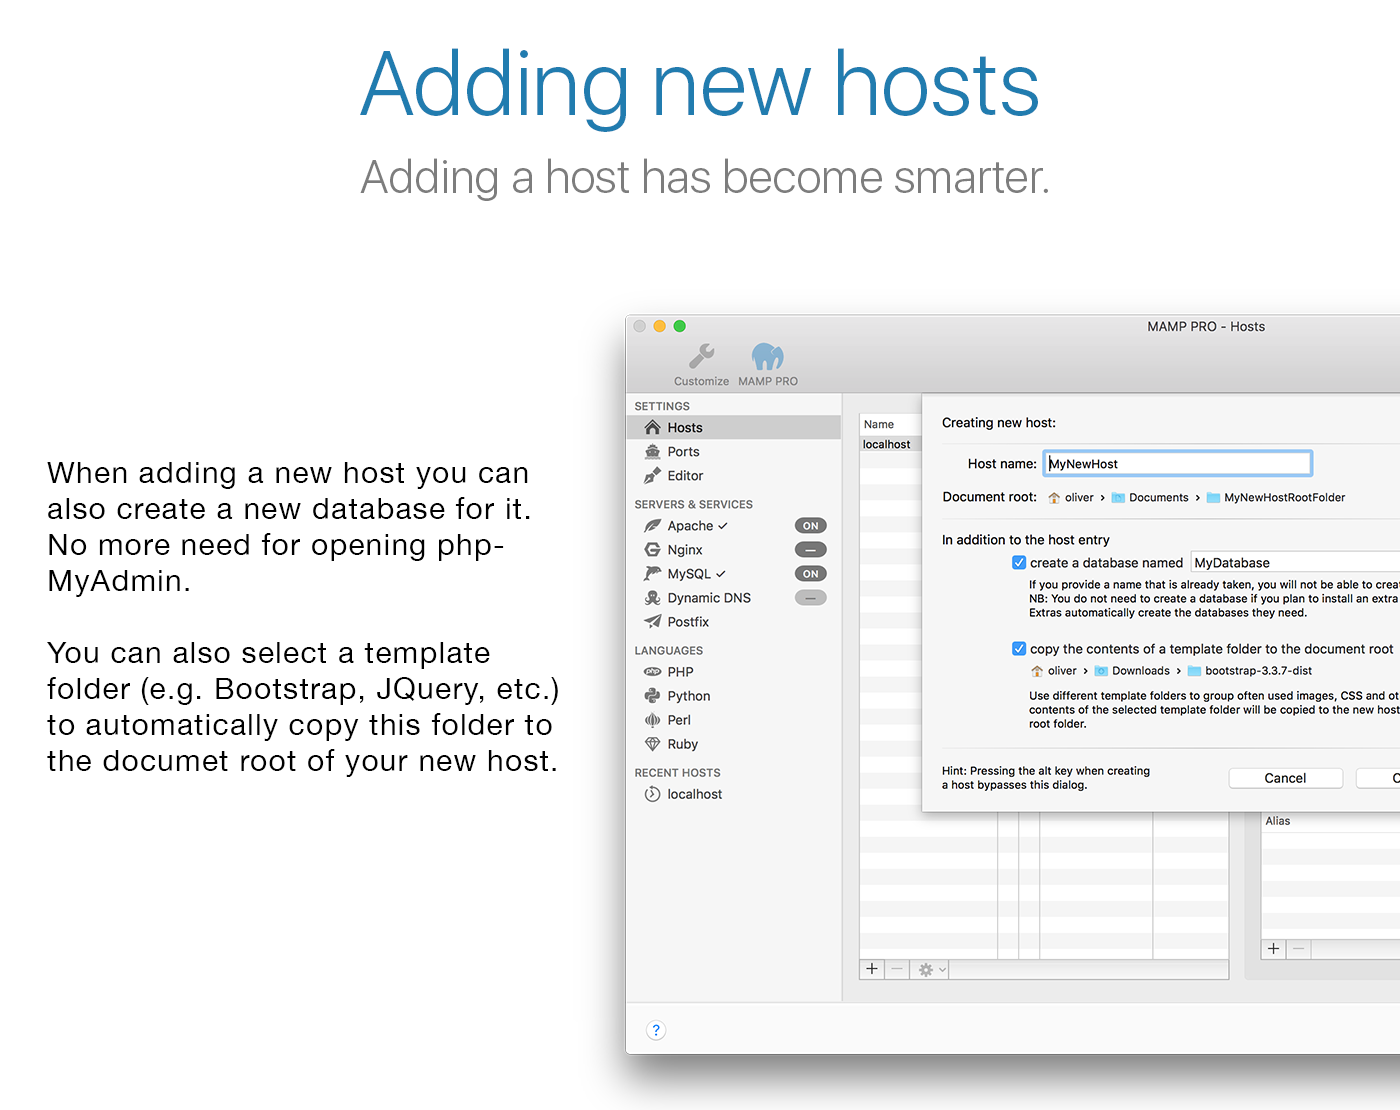 Adding new hosts
Adding a host has become smarter.
When adding a new host you can
also create a new database for it.
No more need for opening php-
MyAdmin.
You can also select a template
folder (e.g. Bootstrap, JQuery, etc.)
to automatically copy this folder to
the documet root of your new host.
MAMP PRO - Hosts
Customize MAMP PRO
SETTINGS
Hosts
Ports
Editor
SERVERS & SERVICES
Apache ✓ ON
Nginx —
MySQL ✓ ON
Dynamic DNS —
Postfix
LANGUAGES
PHP
Python
Perl
Ruby
RECENT HOSTS
localhost
Name
localhost
Creating new host:
Host name: MyNewHost
Document root: oliver › Documents › MyNewHostRootFolder
In addition to the host entry
create a database named MyDatabase
If you provide a name that is already taken, you will not be able to creat
NB: You do not need to create a database if you plan to install an extra
Extras automatically create the databases they need.
copy the contents of a template folder to the document root
oliver › Downloads › bootstrap-3.3.7-dist
Use different template folders to group often used images, CSS and ot
contents of the selected template folder will be copied to the new host
root folder.
Hint: Pressing the alt key when creating
a host bypasses this dialog.
Cancel
Alias
+ −
+ −
?